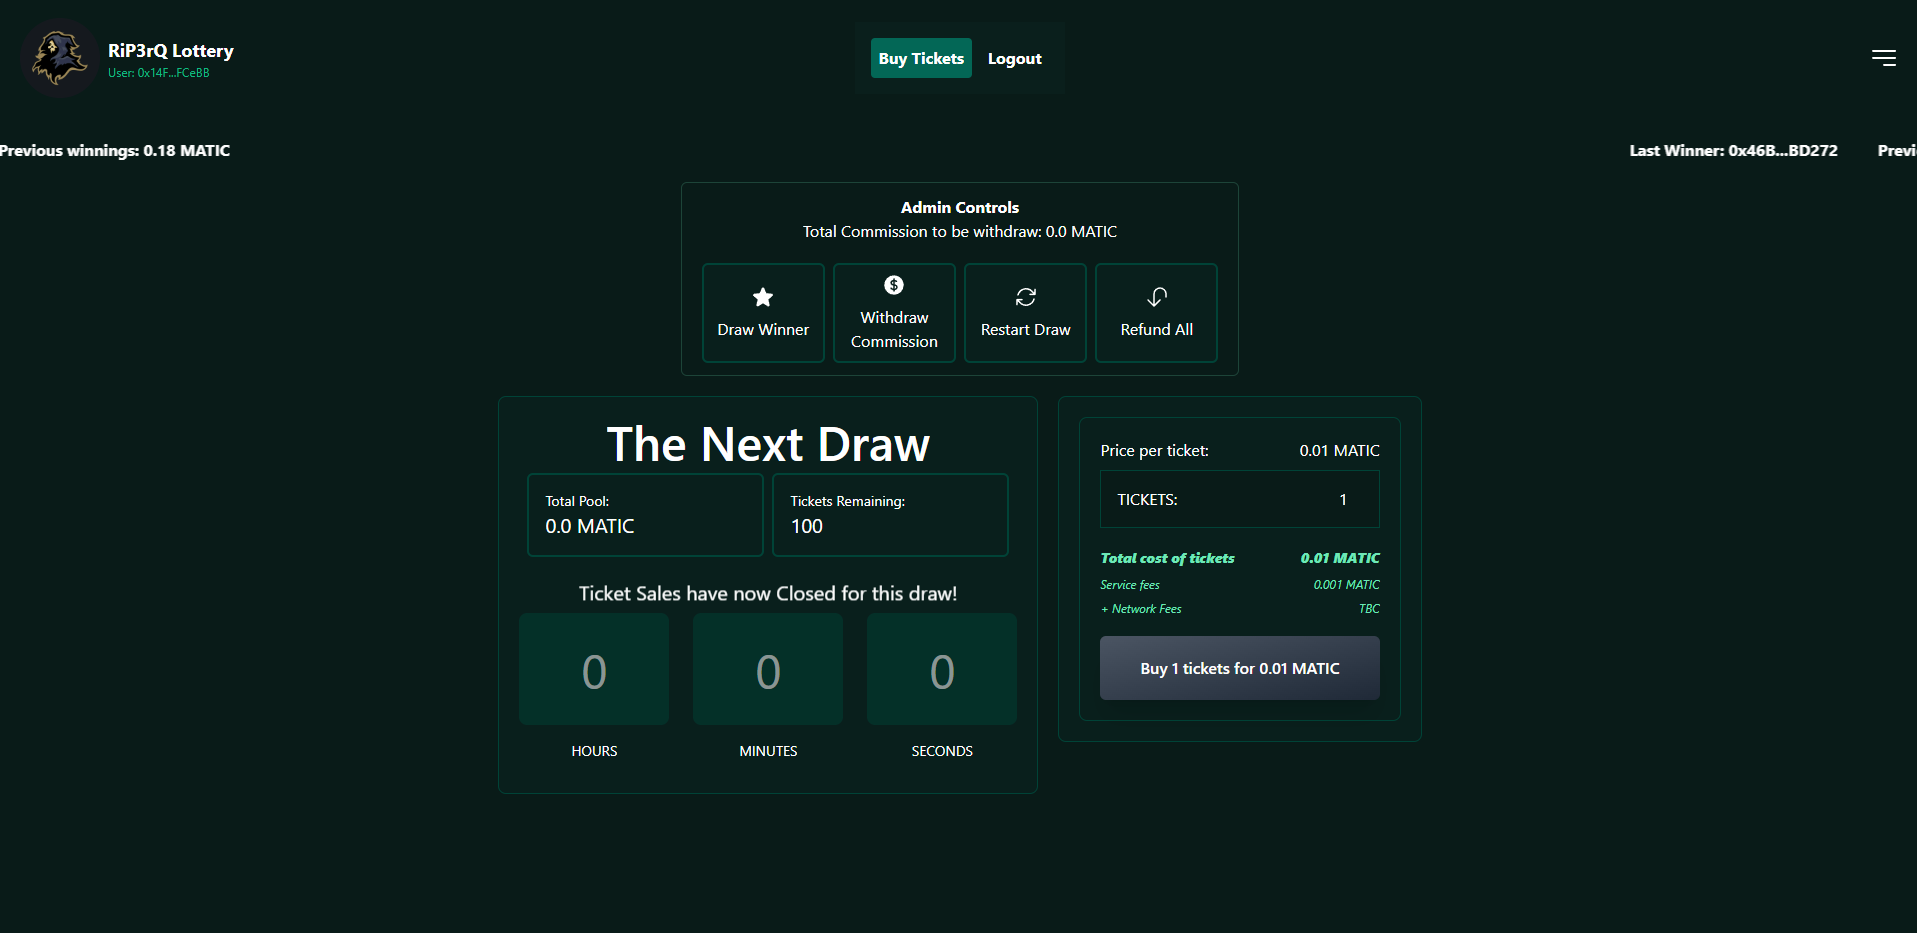 RiP3rQ Lottery
User: 0x14F...FCeBB
Buy Tickets
Logout
Previous winnings: 0.18 MATIC
Last Winner: 0x46B...BD272
Previ
Admin Controls
Total Commission to be withdraw: 0.0 MATIC
Draw Winner
Withdraw
Commission
Restart Draw
Refund All
The Next Draw
Total Pool:
0.0 MATIC
Tickets Remaining:
100
Ticket Sales have now Closed for this draw!
0
0
0
HOURS
MINUTES
SECONDS
Price per ticket: 0.01 MATIC
TICKETS: 1
Total cost of tickets 0.01 MATIC
Service fees 0.001 MATIC
+ Network Fees TBC
Buy 1 tickets for 0.01 MATIC